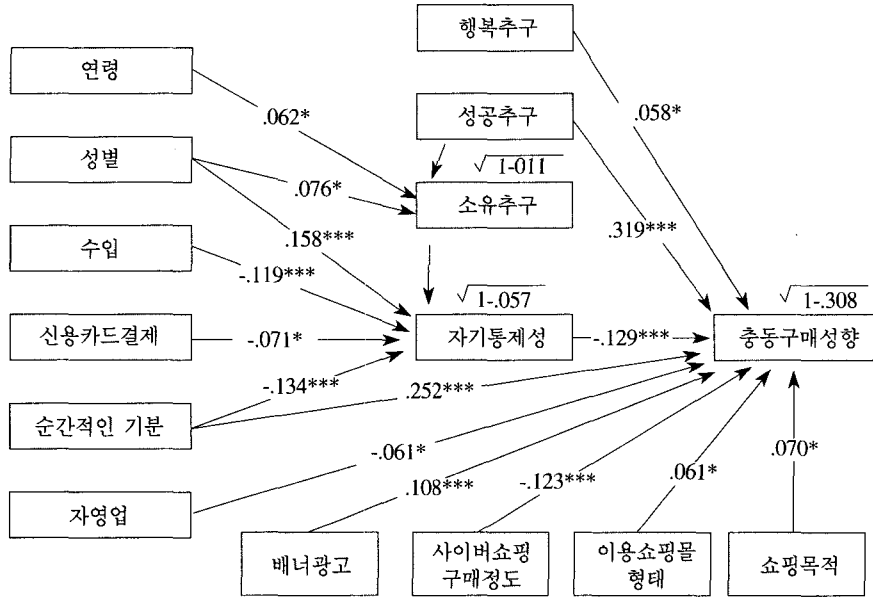 행복추구
연령
.062*
성공추구
.058*
성별
.076*
√1-011
소유추구
.158***
.319***
수입
-.119***
√1-.057
√1-.308
신용카드결제
-.071*
자기통제성
-.129***
충동구매성향
-.134***
.252***
순간적인 기분
-.061*
.070*
.108***
-.123***
.061*
자영업
배너광고
사이버쇼핑
구매정도
이용쇼핑몰
형태
쇼핑목적